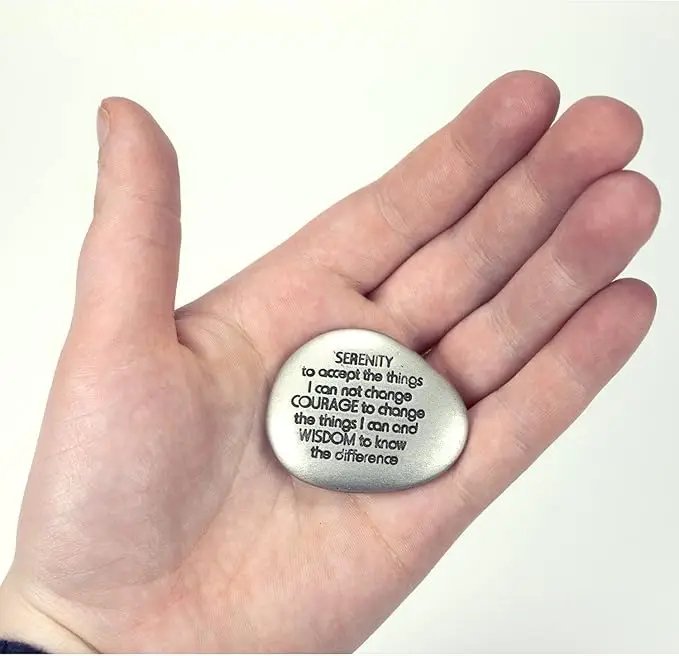 SERENITY
to accept the things
I can not change
COURAGE to change
the things I can and
WISDOM to know
the difference